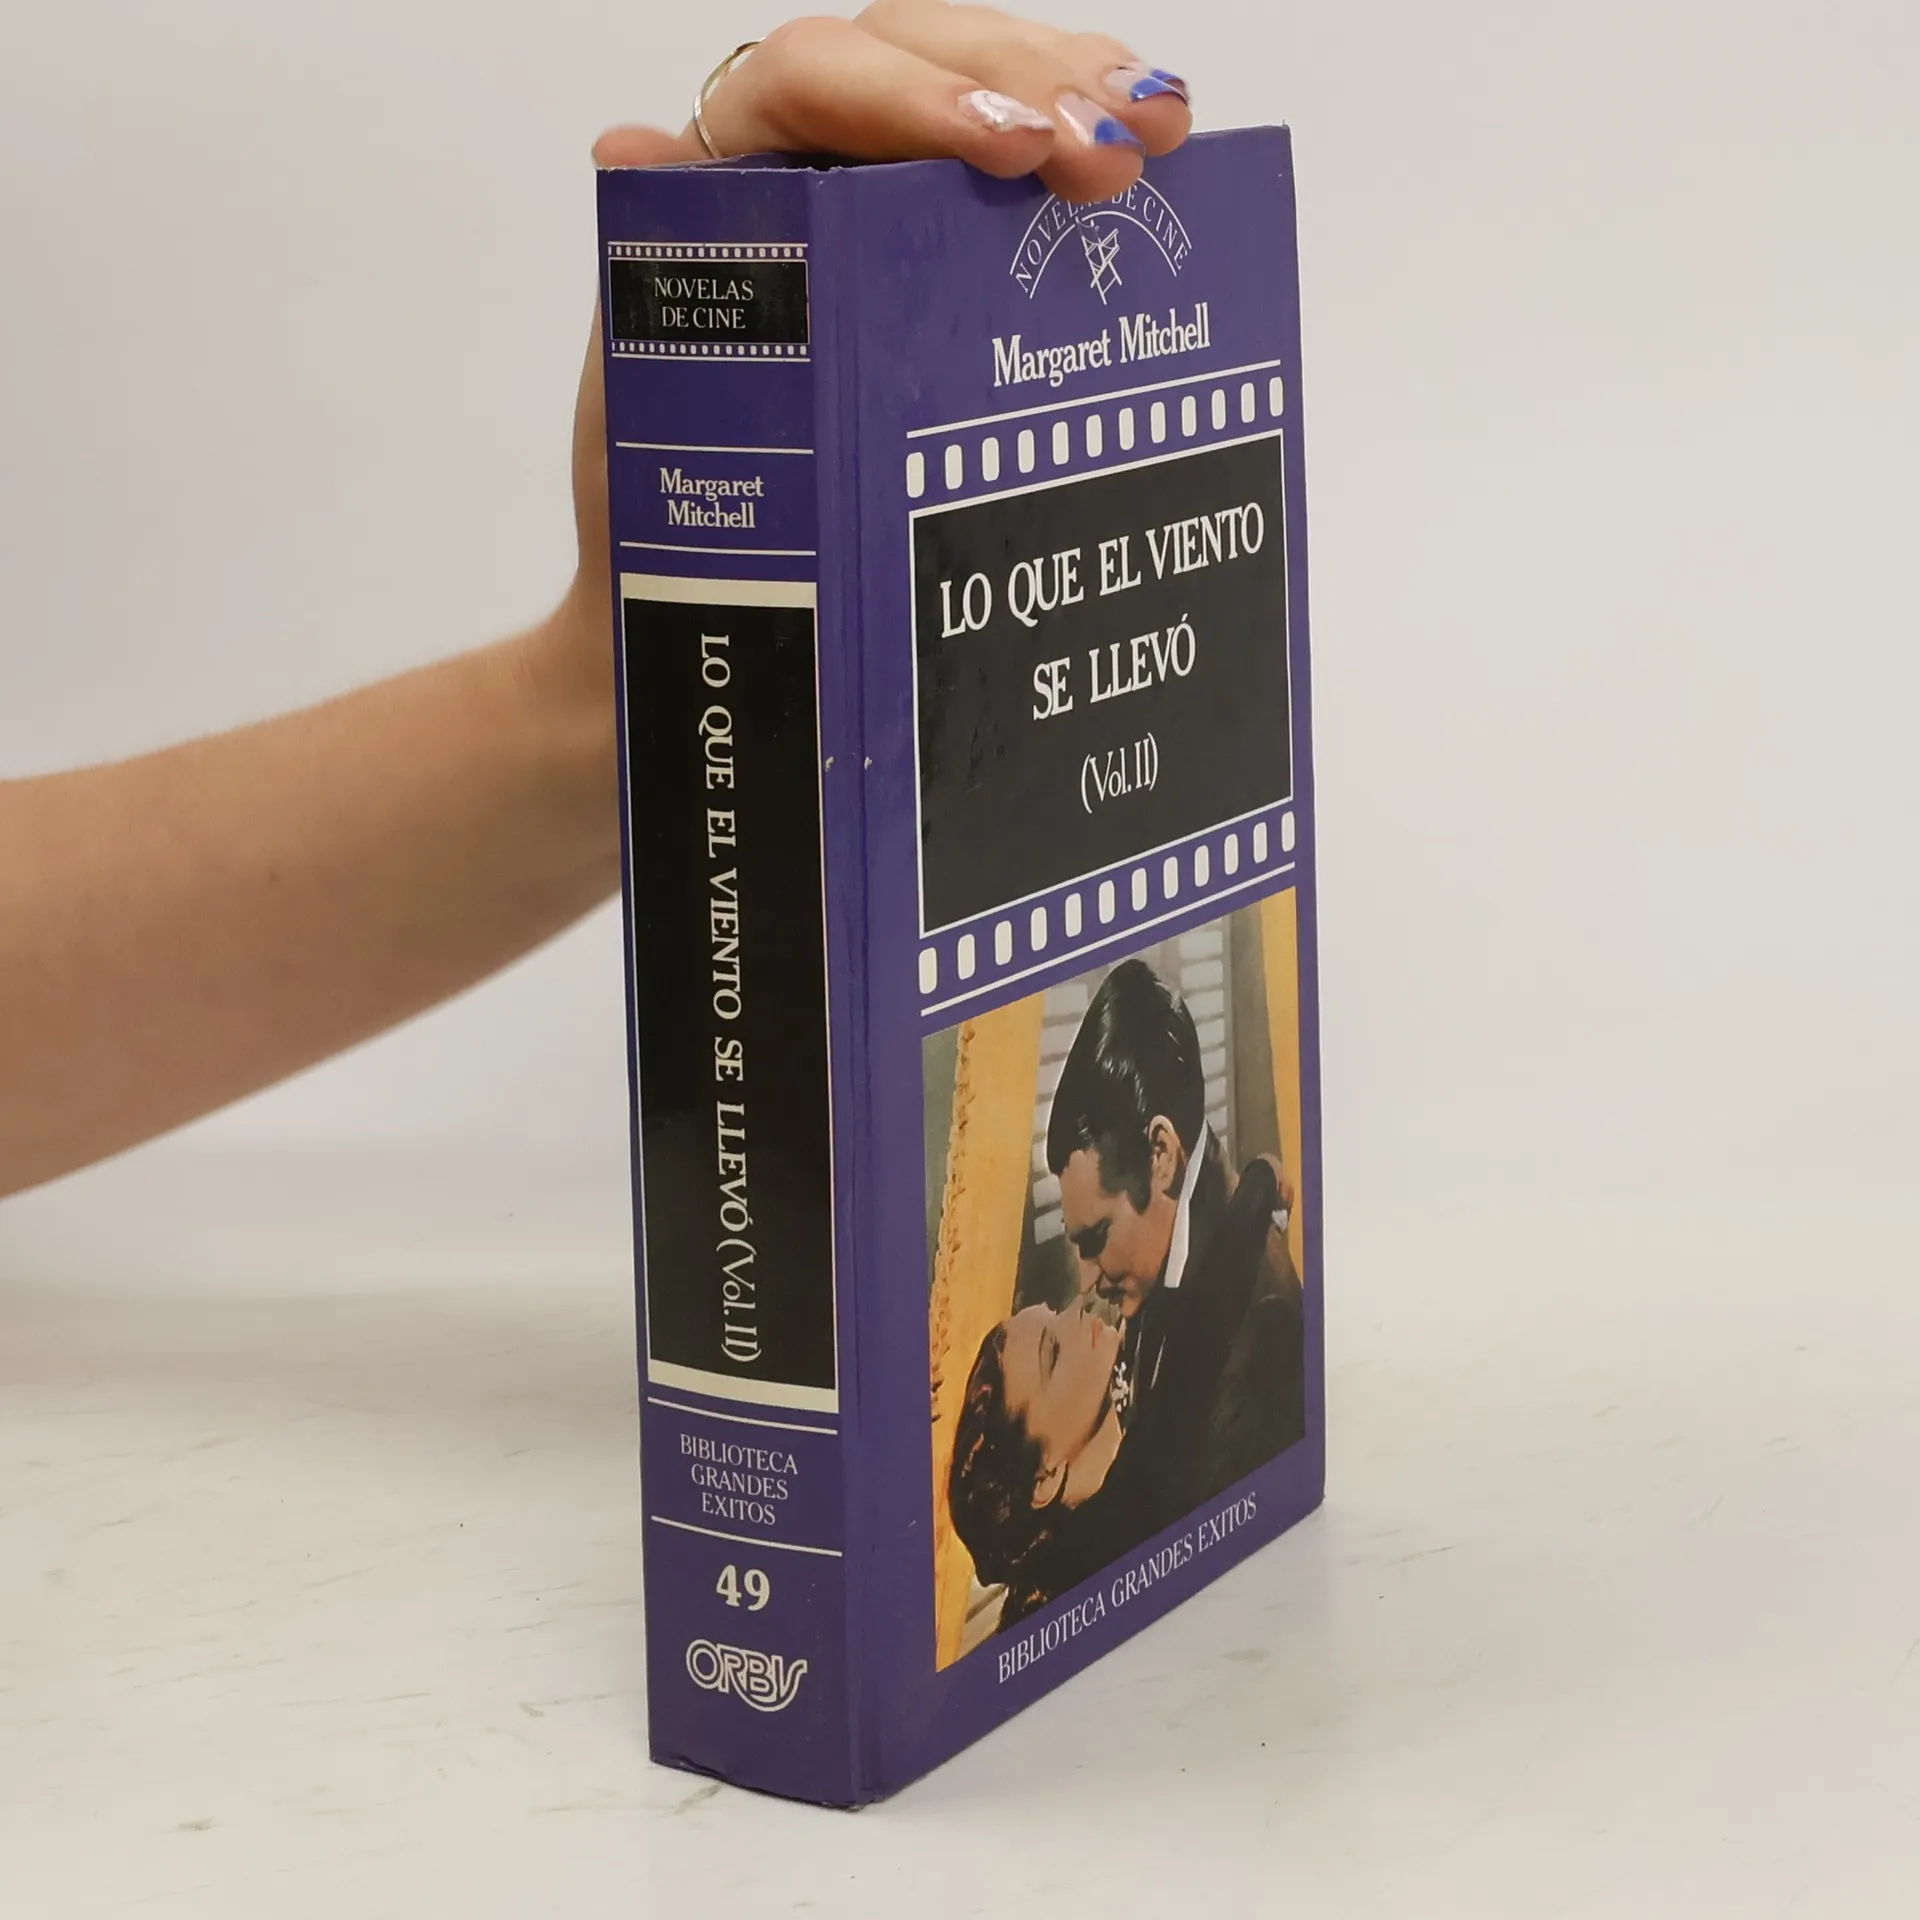 NOVELAS
DE CINE
Margaret
Mitchell
LO QUE EL VIENTO SE LLEVÓ (Vol. II)
BIBLIOTECA
GRANDES
EXITOS
49
ORBIS
NOVELAS DE CINE
Margaret Mitchell
LO QUE EL VIENTO
SE LLEVÓ
(Vol. II)
BIBLIOTECA GRANDES EXITOS